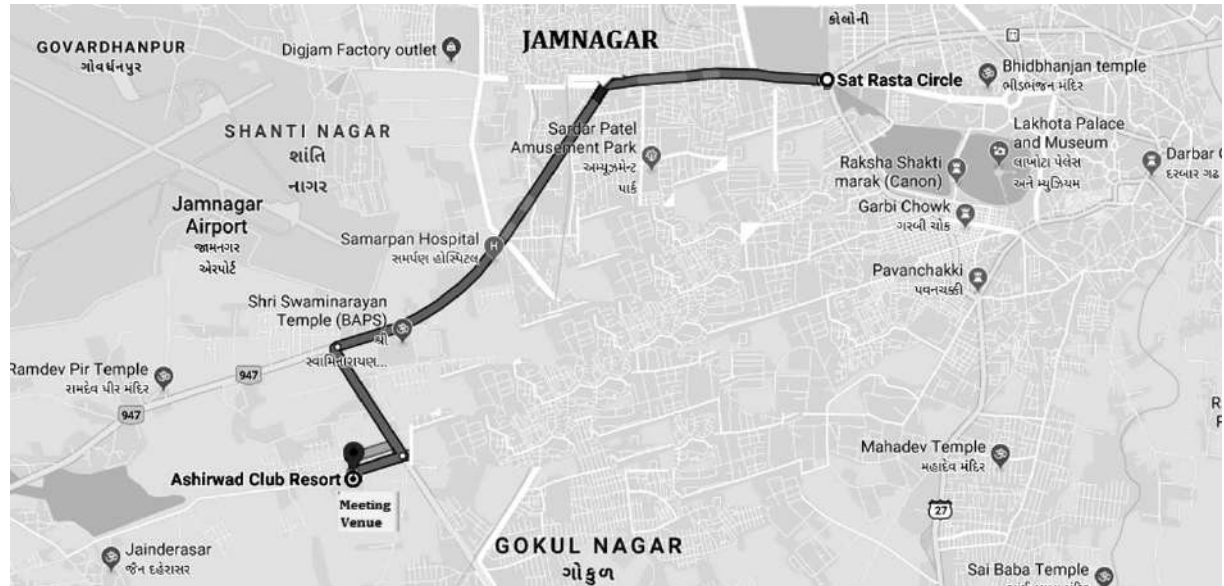 GOVARDHANPUR
ગોવર્ધનપુર
Digjam Factory outlet
JAMNAGAR
કોલોની
Sat Rasta Circle
Bhidbhanjan temple
ભીડભંજન મંદિર
SHANTI NAGAR
શાંતિ
નાગર
Sardar Patel
Amusement Park
અમ્યૂઝમેન્ટ
પાર્ક
Lakhota Palace
and Museum
લાખોટા પેલેસ
અને મ્યુઝિયમ
Raksha Shakti
marak (Canon)
Darbar
દરબાર ગઢ
Jamnagar
Airport
જામનગર
એરપોર્ટ
Garbi Chowk
ગરબી ચોક
Samarpan Hospital
સમર્પણ હોસ્પિટલ
H
Pavanchakki
પવનચક્કી
Shri Swaminarayan
Temple (BAPS)
શ્રી
સ્વામિનારાયણ...
Ramdev Pir Temple
રામદેવ પીર મંદિર
947
947
Mahadev Temple
મહાદેવ મંદિર
Ashirwad Club Resort
Meeting
Venue
27
Jainderasar
જૈન દહેરાસર
GOKUL NAGAR
ગોકુળ
Sai Baba Temple